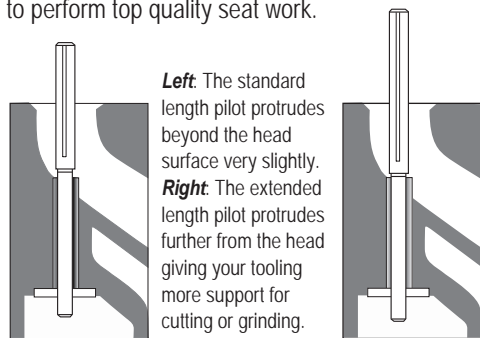 to perform top quality seat work.
Left: The standard
length pilot protrudes
beyond the head
surface very slightly.
Right: The extended
length pilot protrudes
further from the head
giving your tooling
more support for
cutting or grinding.